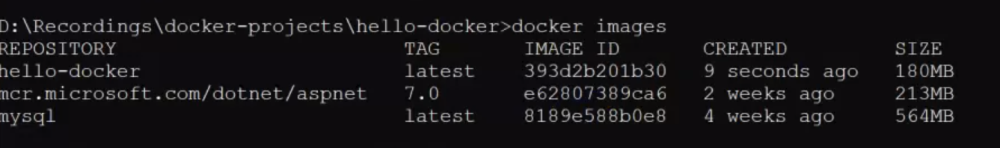 D:\Recordings\docker-projects\hello-docker>docker images
REPOSITORY TAG IMAGE ID CREATED SIZE
hello-docker latest 393d2b201b30 9 seconds ago 180MB
mcr.microsoft.com/dotnet/aspnet 7.0 e62807389ca6 2 weeks ago 213MB
mysql latest 8189e588b0e8 4 weeks ago 564MB